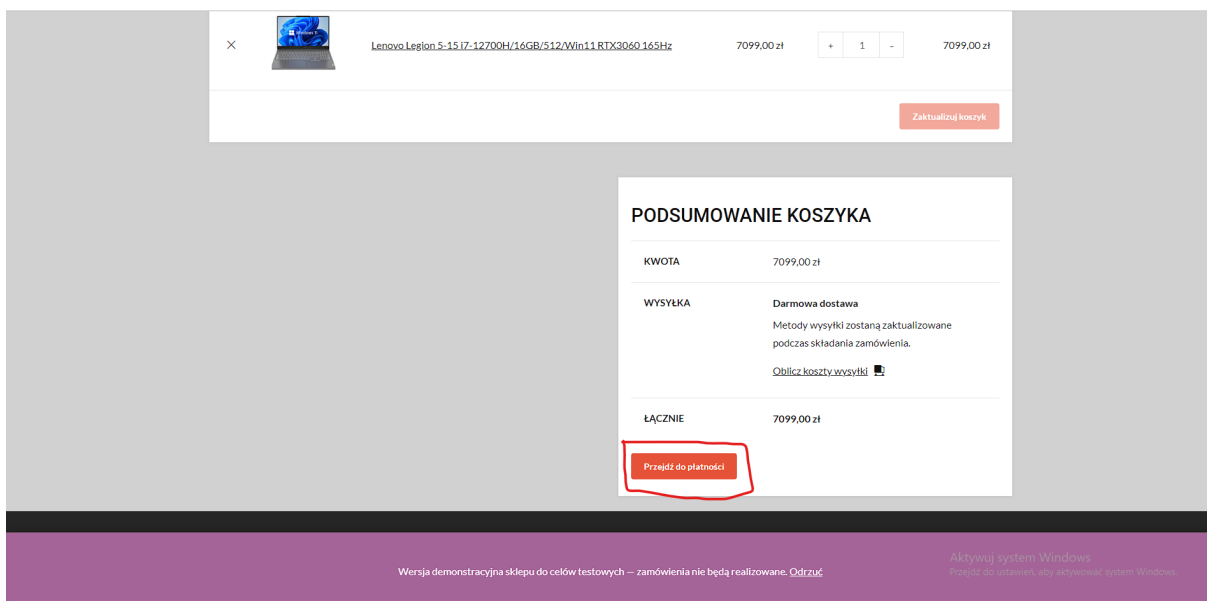 Lenovo Legion 5-15 i7-12700H/16GB/512/Win11 RTX3060 165Hz 7099,00 zł + 1 - 7099,00 zł
Zaktualizuj koszyk
PODSUMOWANIE KOSZYKA
KWOTA 7099,00 zł
WYSYŁKA Darmowa dostawa
Metody wysyłki zostaną zaktualizowane
podczas składania zamówienia.
Oblicz koszty wysyłki
ŁĄCZNIE 7099,00 zł
Przejdź do płatności
Aktywuj system Windows
Przejdź do ustawień, aby aktywować system Windows.
Wersja demonstracyjna sklepu do celów testowych — zamówienia nie będą realizowane. Odrzuć